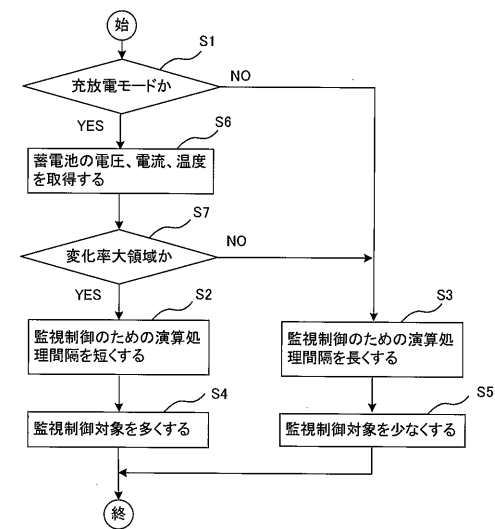 始
S1
充放電モードか
NO
YES
S6
蓄電池の電圧、電流、温度
を取得する
S7
変化率大領域か
NO
YES
S2
監視制御のための演算処
理間隔を短くする
S3
監視制御のための演算処
理間隔を長くする
S4
監視制御対象を多くする
S5
監視制御対象を少なくする
終